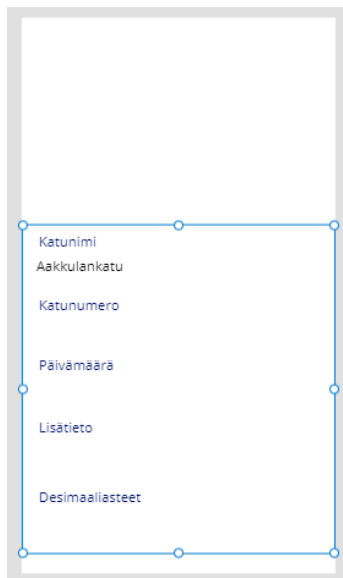 Katunimi
Aakkulankatu
Katunumero
Päivämäärä
Lisätieto
Desimaaliasteet